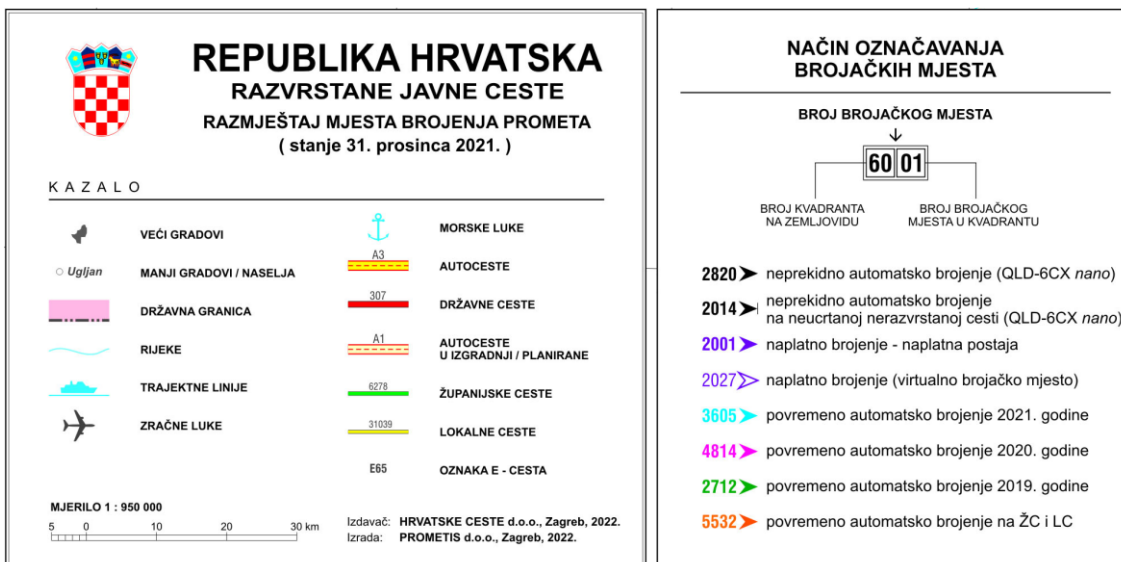 REPUBLIKA HRVATSKA
RAZVRSTANE JAVNE CESTE
RAZMJEŠTAJ MJESTA BROJENJA PROMETA
( stanje 31. prosinca 2021. )
KAZALO
VEĆI GRADOVI
Ugljan
MANJI GRADOVI / NASELJA
DRŽAVNA GRANICA
RIJEKE
TRAJEKTNE LINIJE
ZRAČNE LUKE
MORSKE LUKE
A3
AUTOCESTE
307
DRŽAVNE CESTE
A1
AUTOCESTE
U IZGRADNJI / PLANIRANE
6278
ŽUPANIJSKE CESTE
31039
LOKALNE CESTE
E65
OZNAKA E - CESTA
MJERILO 1 : 950 000
5 0 10 20 30 km
Izdavač: HRVATSKE CESTE d.o.o., Zagreb, 2022.
Izrada: PROMETIS d.o.o., Zagreb, 2022.
NAČIN OZNAČAVANJA
BROJAČKIH MJESTA
BROJ BROJAČKOG MJESTA
60 01
BROJ KVADRANTA
NA ZEMLJOVIDU
BROJ BROJAČKOG
MJESTA U KVADRANTU
2820 neprekidno automatsko brojenje (QLD-6CX nano)
2014 neprekidno automatsko brojenje
na neucrtanoj nerazvrstanoj cesti (QLD-6CX nano)
2001 naplatno brojenje - naplatna postaja
2027 naplatno brojenje (virtualno brojačko mjesto)
3605 povremeno automatsko brojenje 2021. godine
4814 povremeno automatsko brojenje 2020. godine
2712 povremeno automatsko brojenje 2019. godine
5532 povremeno automatsko brojenje na ŽC i LC